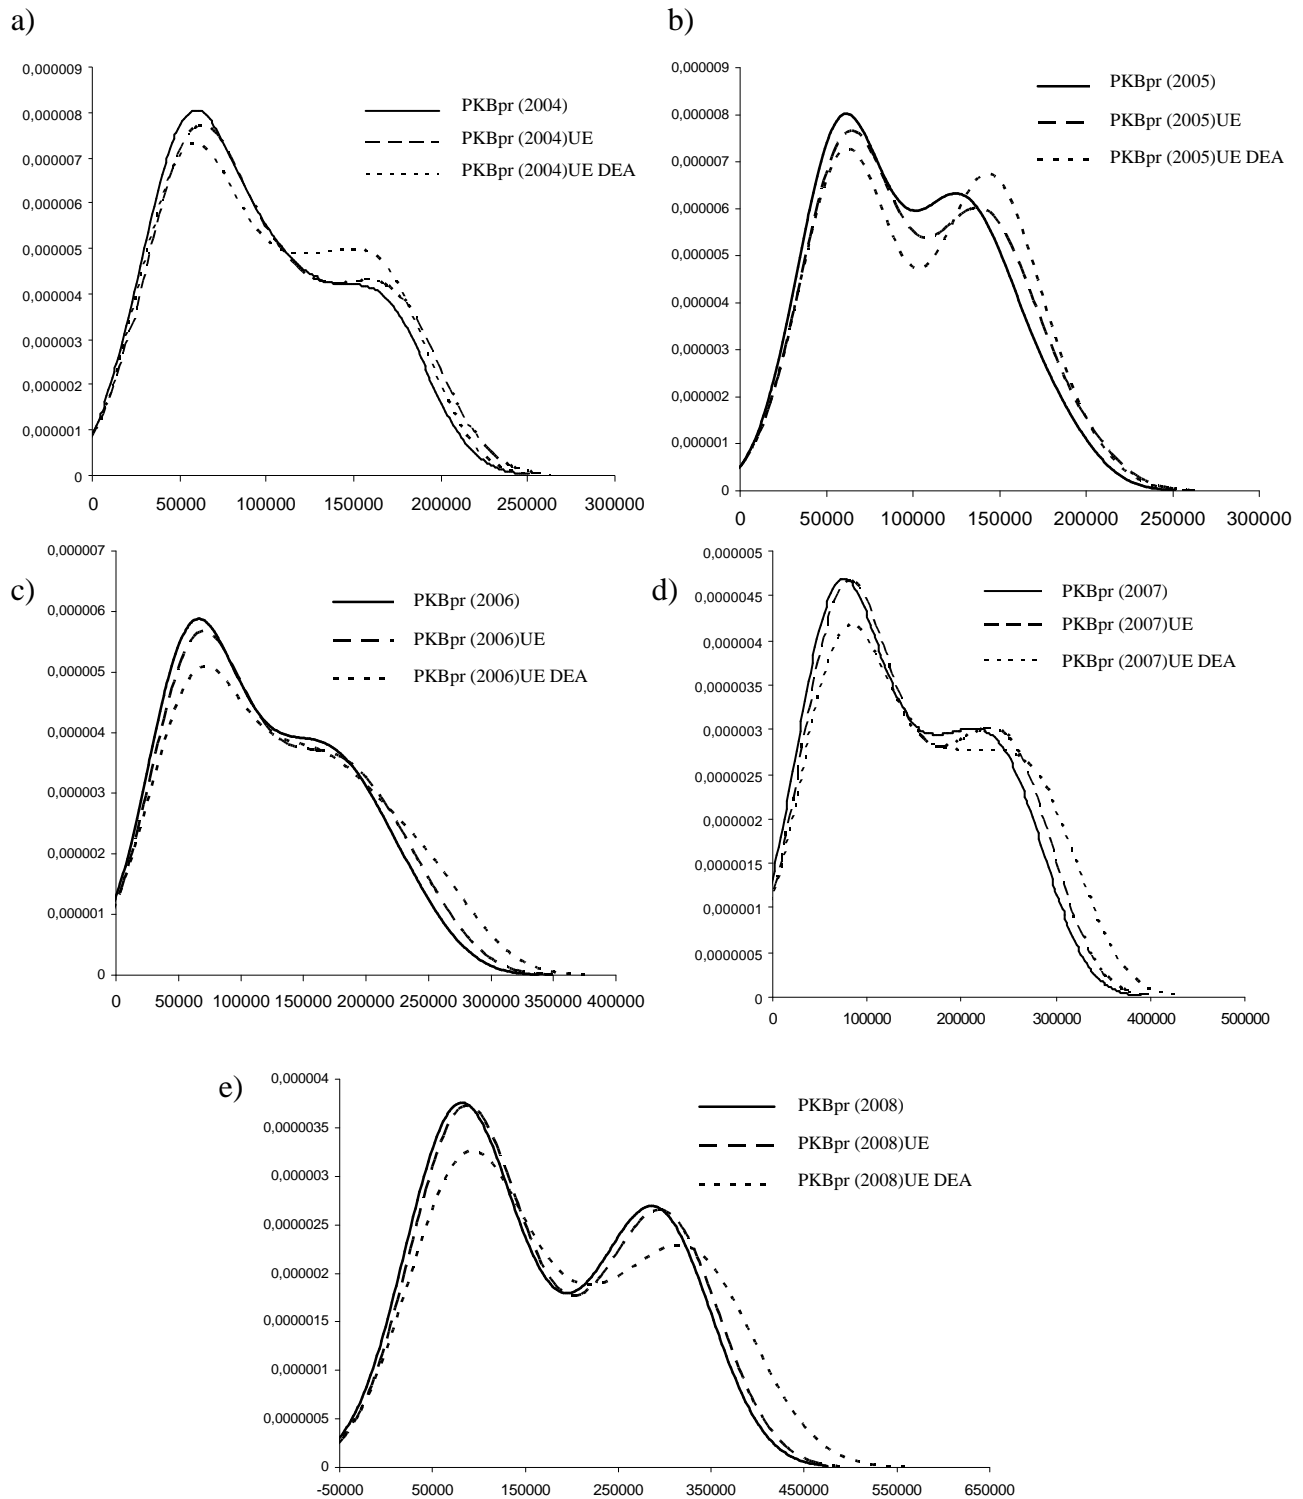 a)
0,000009
0,000008
0,000007
0,000006
0,000005
0,000004
0,000003
0,000002
0,000001
0
0 50000 100000 150000 200000 250000 300000
PKBpr (2004)
PKBpr (2004)UE
PKBpr (2004)UE DEA
b)
0,000009
0,000008
0,000007
0,000006
0,000005
0,000004
0,000003
0,000002
0,000001
0
0 50000 100000 150000 200000 250000 300000
PKBpr (2005)
PKBpr (2005)UE
PKBpr (2005)UE DEA
c)
0,000007
0,000006
0,000005
0,000004
0,000003
0,000002
0,000001
0
0 50000 100000 150000 200000 250000 300000 350000 400000
PKBpr (2006)
PKBpr (2006)UE
PKBpr (2006)UE DEA
d)
0,000005
0,0000045
0,000004
0,0000035
0,000003
0,0000025
0,000002
0,0000015
0,000001
0,0000005
0
0 100000 200000 300000 400000 500000
PKBpr (2007)
PKBpr (2007)UE
PKBpr (2007)UE DEA
e)
0,000004
0,0000035
0,000003
0,0000025
0,000002
0,0000015
0,000001
0,0000005
0
-50000 50000 150000 250000 350000 450000 550000 650000
PKBpr (2008)
PKBpr (2008)UE
PKBpr (2008)UE DEA